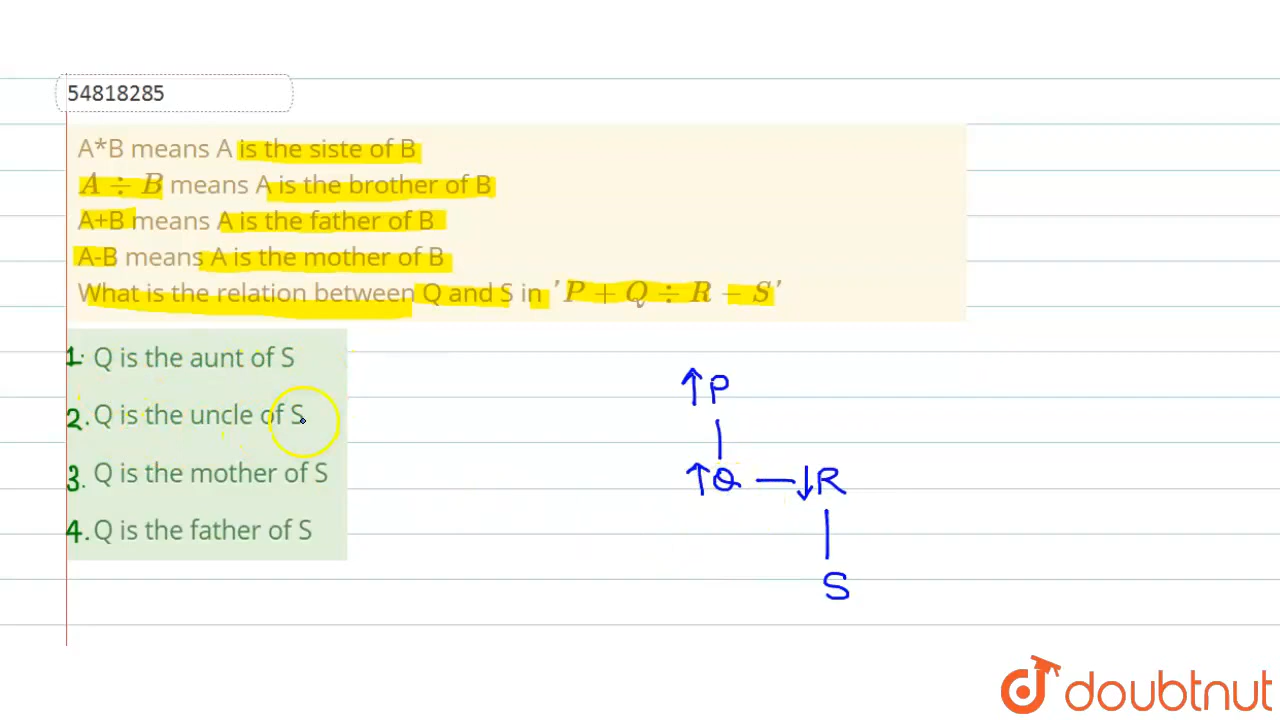 54818285
A*B means A is the siste of B
A ÷ B means A is the brother of B
A+B means A is the father of B
A-B means A is the mother of B
What is the relation between Q and S in 'P + Q ÷ R − S'
1. Q is the aunt of S
2. Q is the uncle of S
3. Q is the mother of S
4. Q is the father of S
↑P
↑Q — ↓R
S
doubtnut